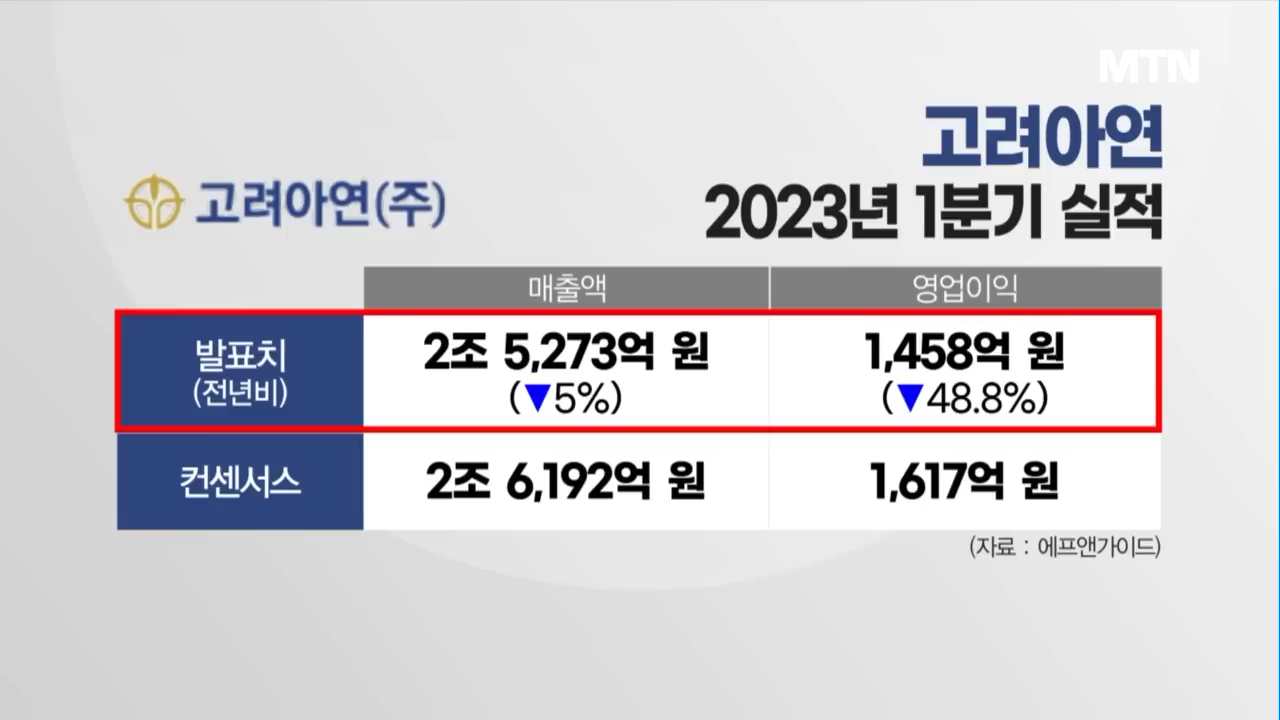 MTN
고려아연
2023년 1분기 실적
고려아연(주)
매출액 영업이익
발표치 2조 5,273억 원 1,458억 원
(전년비) (▼5%) (▼48.8%)
컨센서스 2조 6,192억 원 1,617억 원
(자료 : 에프앤가이드)